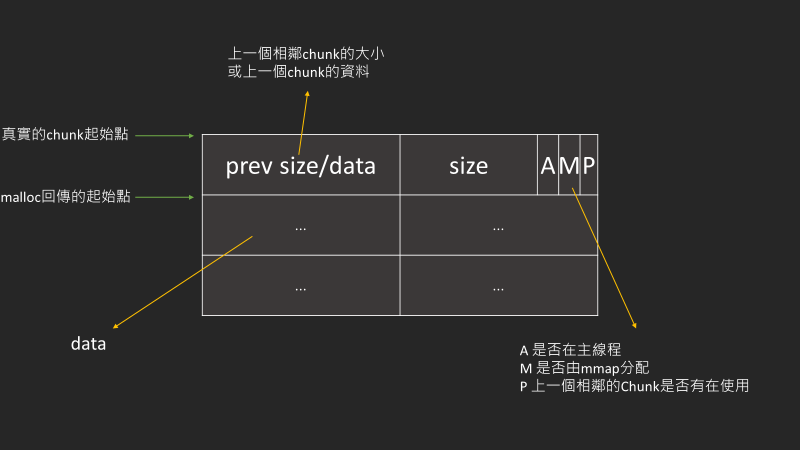 上一個相鄰chunk的大小
或上一個chunk的資料
真實的chunk起始點
prev size/data
size
A
M
P
malloc回傳的起始點
...
...
...
...
data
A 是否在主線程
M 是否由mmap分配
P 上一個相鄰的Chunk是否有在使用